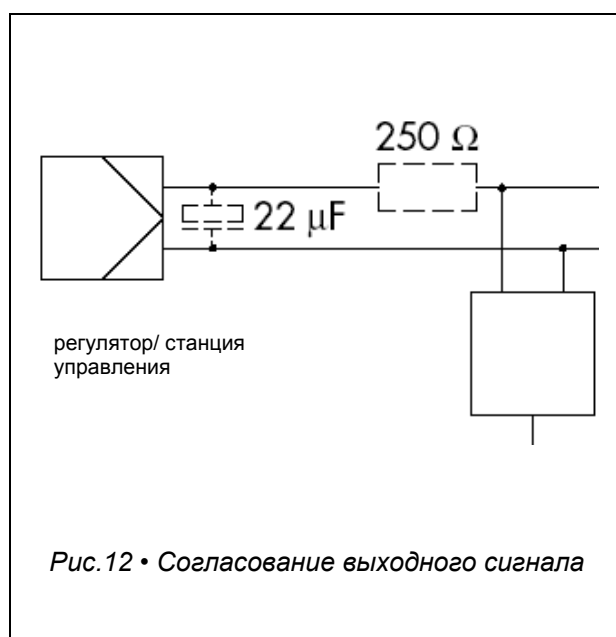 250 Ω
22 µF
регулятор/ станция
управления
Рис.12 • Согласование выходного сигнала